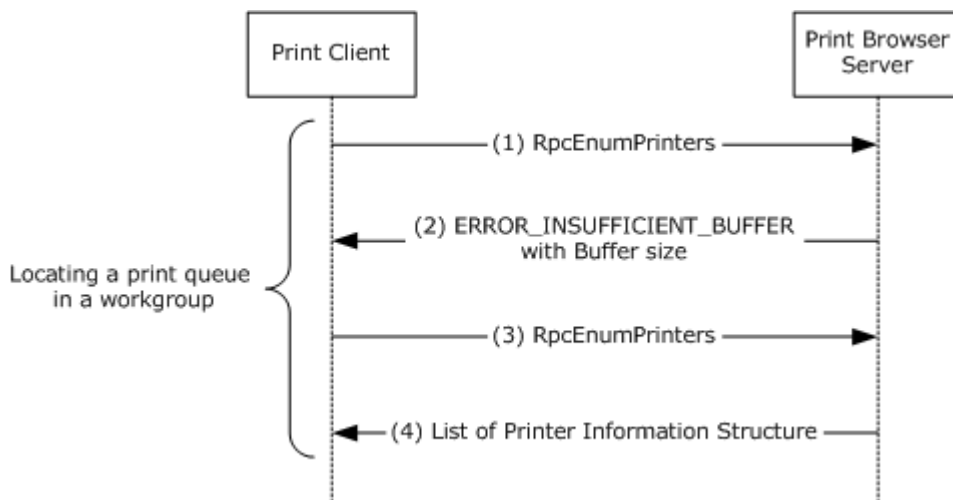 Print Client
Print Browser
Server
(1) RpcEnumPrinters
(2) ERROR_INSUFFICIENT_BUFFER
with Buffer size
Locating a print queue
in a workgroup
(3) RpcEnumPrinters
(4) List of Printer Information Structure